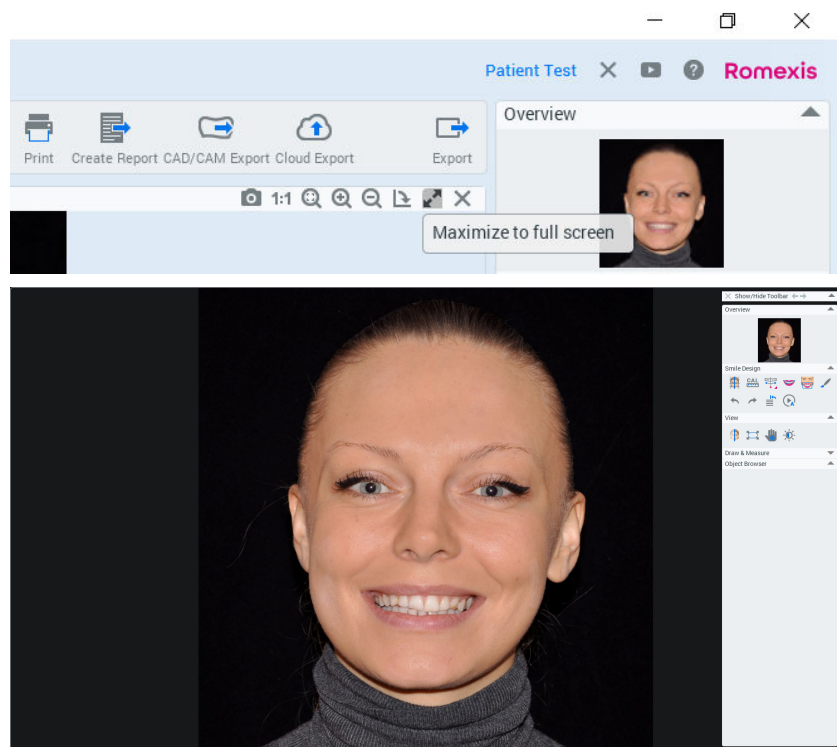 Patient Test
Romexis
Print
Create Report
CAD/CAM Export
Cloud Export
Export
Overview
1:1
Maximize to full screen
Show/Hide Toolbar
Overview
Smile Design
CAL
View
Draw & Measure
Object Browser